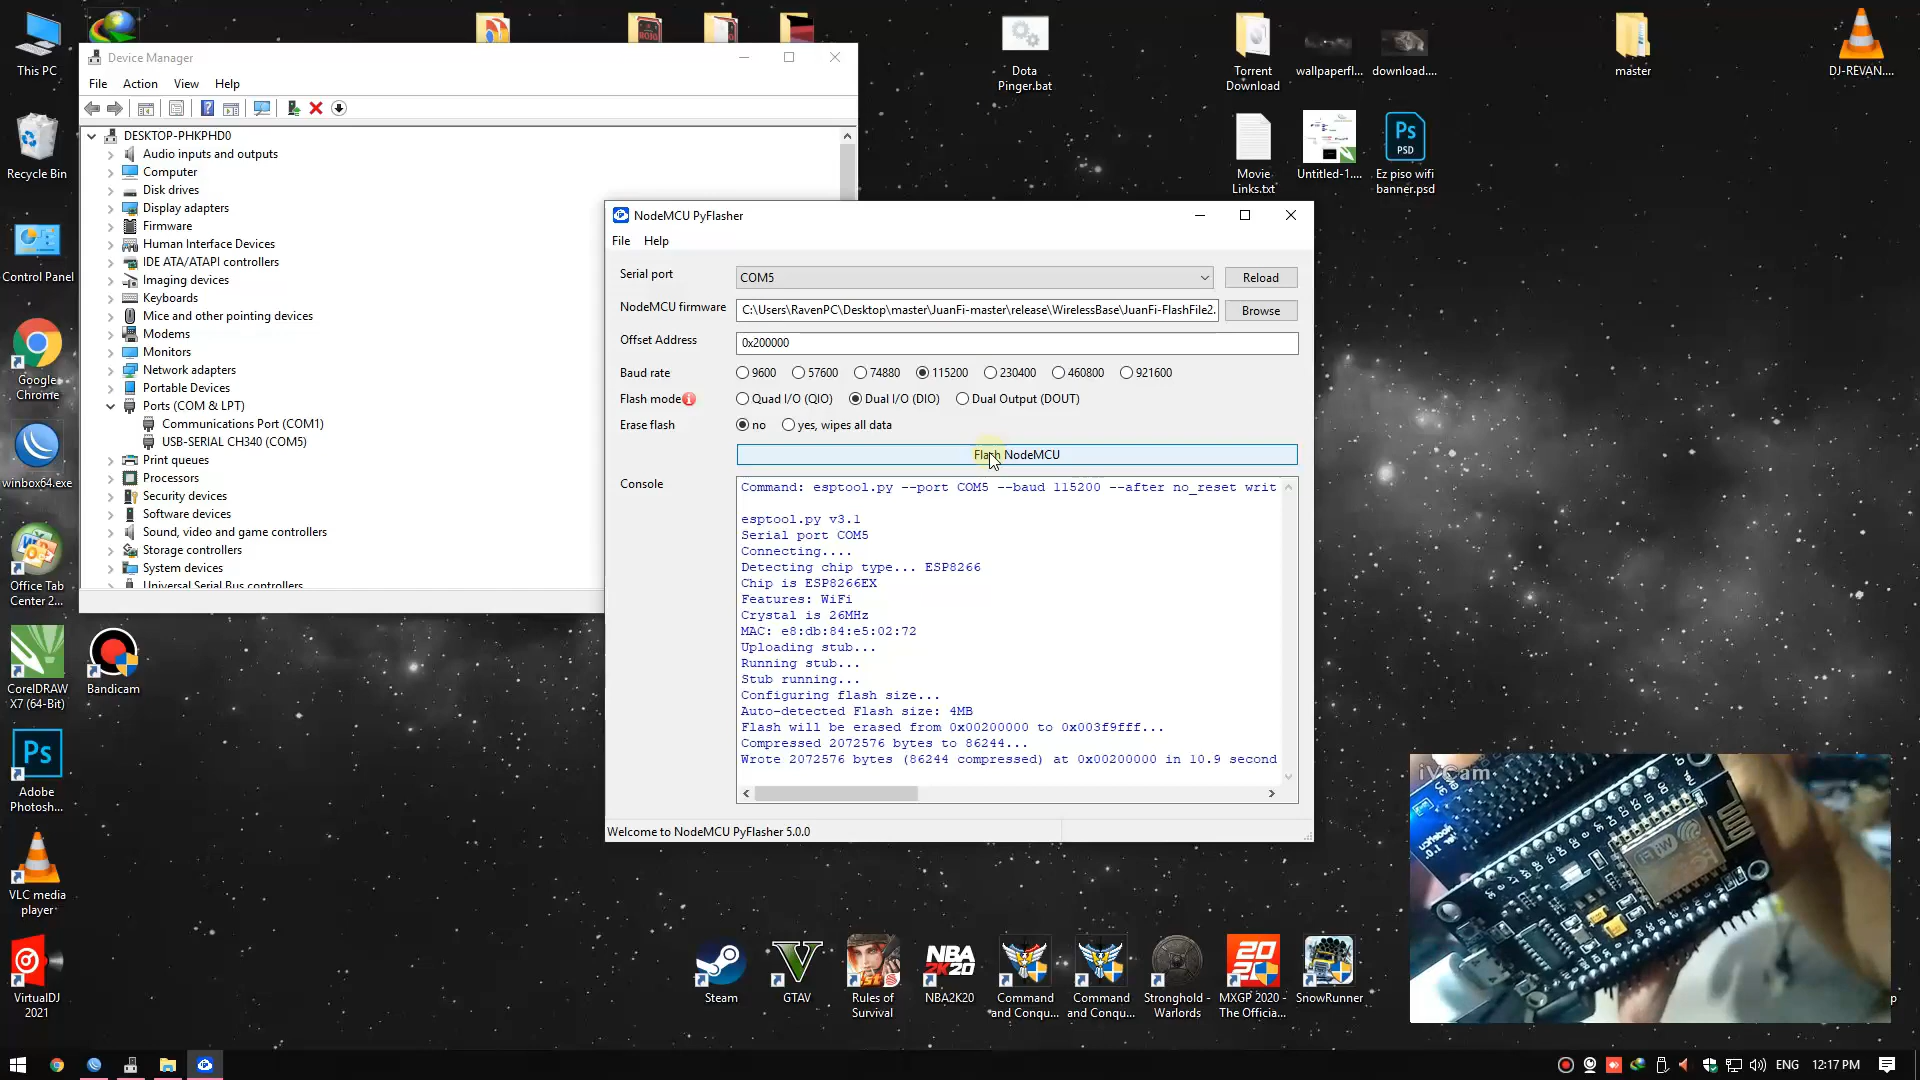 This PC
Recycle Bin
Control Panel
Google
Chrome
winbox64.exe
Office Tab
Center 2...
CorelDRAW
X7 (64-Bit)
Adobe
Photosh...
VLC media
player
VirtualDJ
2021
Bandicam
Dota
Pinger.bat
Torrent
Download
wallpaperfl...
download....
master
DJ-REVAN....
Movie
Links.txt
Untitled-1....
Ps
PSD
Ez piso wifi
banner.psd
Device Manager
File Action View Help
DESKTOP-PHKPHD0
Audio inputs and outputs
Computer
Disk drives
Display adapters
Firmware
Human Interface Devices
IDE ATA/ATAPI controllers
Imaging devices
Keyboards
Mice and other pointing devices
Modems
Monitors
Network adapters
Portable Devices
Ports (COM & LPT)
Communications Port (COM1)
USB-SERIAL CH340 (COM5)
Print queues
Processors
Security devices
Software devices
Sound, video and game controllers
Storage controllers
System devices
Universal Serial Bus controllers
NodeMCU PyFlasher
File Help
Serial port COM5 Reload
NodeMCU firmware C:\Users\RavenPC\Desktop\master\JuanFi-master\release\WirelesBase\JuanFi-FlashFile2. Browse
Offset Address 0x200000
Baud rate 9600 57600 74880 115200 230400 460800 921600
Flash mode Quad I/O (QIO) Dual I/O (DIO) Dual Output (DOUT)
Erase flash no yes, wipes all data
Flash NodeMCU
Console
Command: esptool.py --port COM5 --baud 115200 --after no_reset writ
esptool.py v3.1
Serial port COM5
Connecting....
Detecting chip type... ESP8266
Chip is ESP8266EX
Features: WiFi
Crystal is 26MHz
MAC: e8:db:84:e5:02:72
Uploading stub...
Running stub...
Stub running...
Configuring flash size...
Auto-detected Flash size: 4MB
Flash will be erased from 0x00200000 to 0x003f9fff...
Compressed 2072576 bytes to 86244...
Wrote 2072576 bytes (86244 compressed) at 0x00200000 in 10.9 second
Welcome to NodeMCU PyFlasher 5.0.0
iVCam
Steam
GTAV
Rules of
Survival
NBA
2K20
NBA2K20
Command
and Conqu...
Command
and Conqu...
Stronghold -
Warlords
MXGP 2020 -
The Officia...
SnowRunner
ENG 12:17 PM